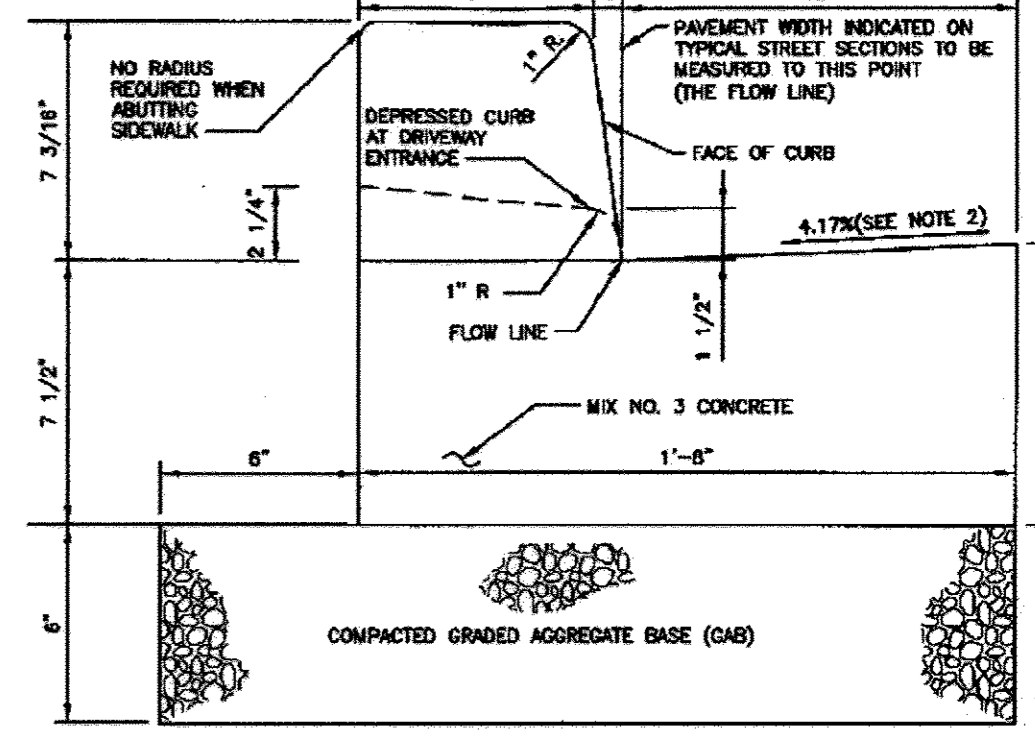 PAVEMENT WIDTH INDICATED ON
TYPICAL STREET SECTIONS TO BE
MEASURED TO THIS POINT
(THE FLOW LINE)
1" R.
NO RADIUS
REQUIRED WHEN
ABUTTING
SIDEWALK
7 3/16"
DEPRESSED CURB
AT DRIVEWAY
ENTRANCE
FACE OF CURB
2 1/4"
4.17%(SEE NOTE 2)
1" R
FLOW LINE
1 1/2"
7 1/2"
MIX NO. 3 CONCRETE
6"
1'-8"
6"
COMPACTED GRADED AGGREGATE BASE (GAB)